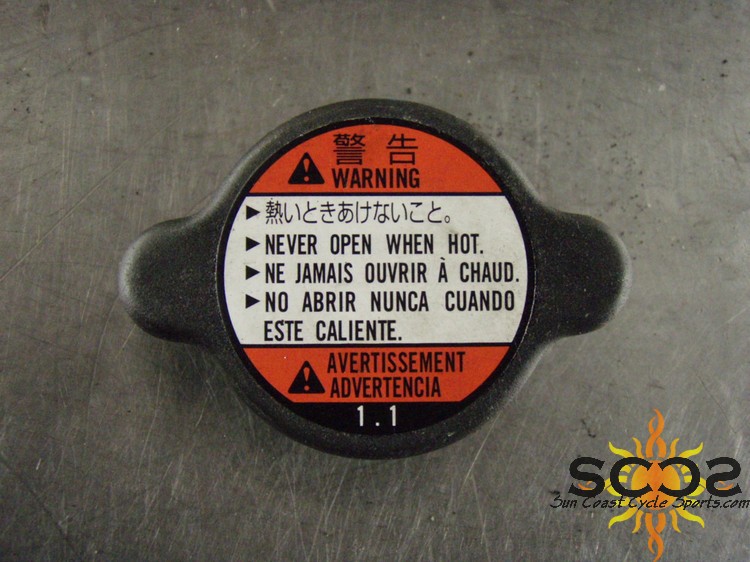 警告
WARNING
▶熱いときあけないこと。
▶NEVER OPEN WHEN HOT.
▶NE JAMAIS OUVRIR À CHAUD.
▶NO ABRIR NUNCA CUANDO
ESTE CALIENTE.
AVERTISSEMENT
ADVERTENCIA
1.1
SCCS
Sun Coast Cycle Sports.com